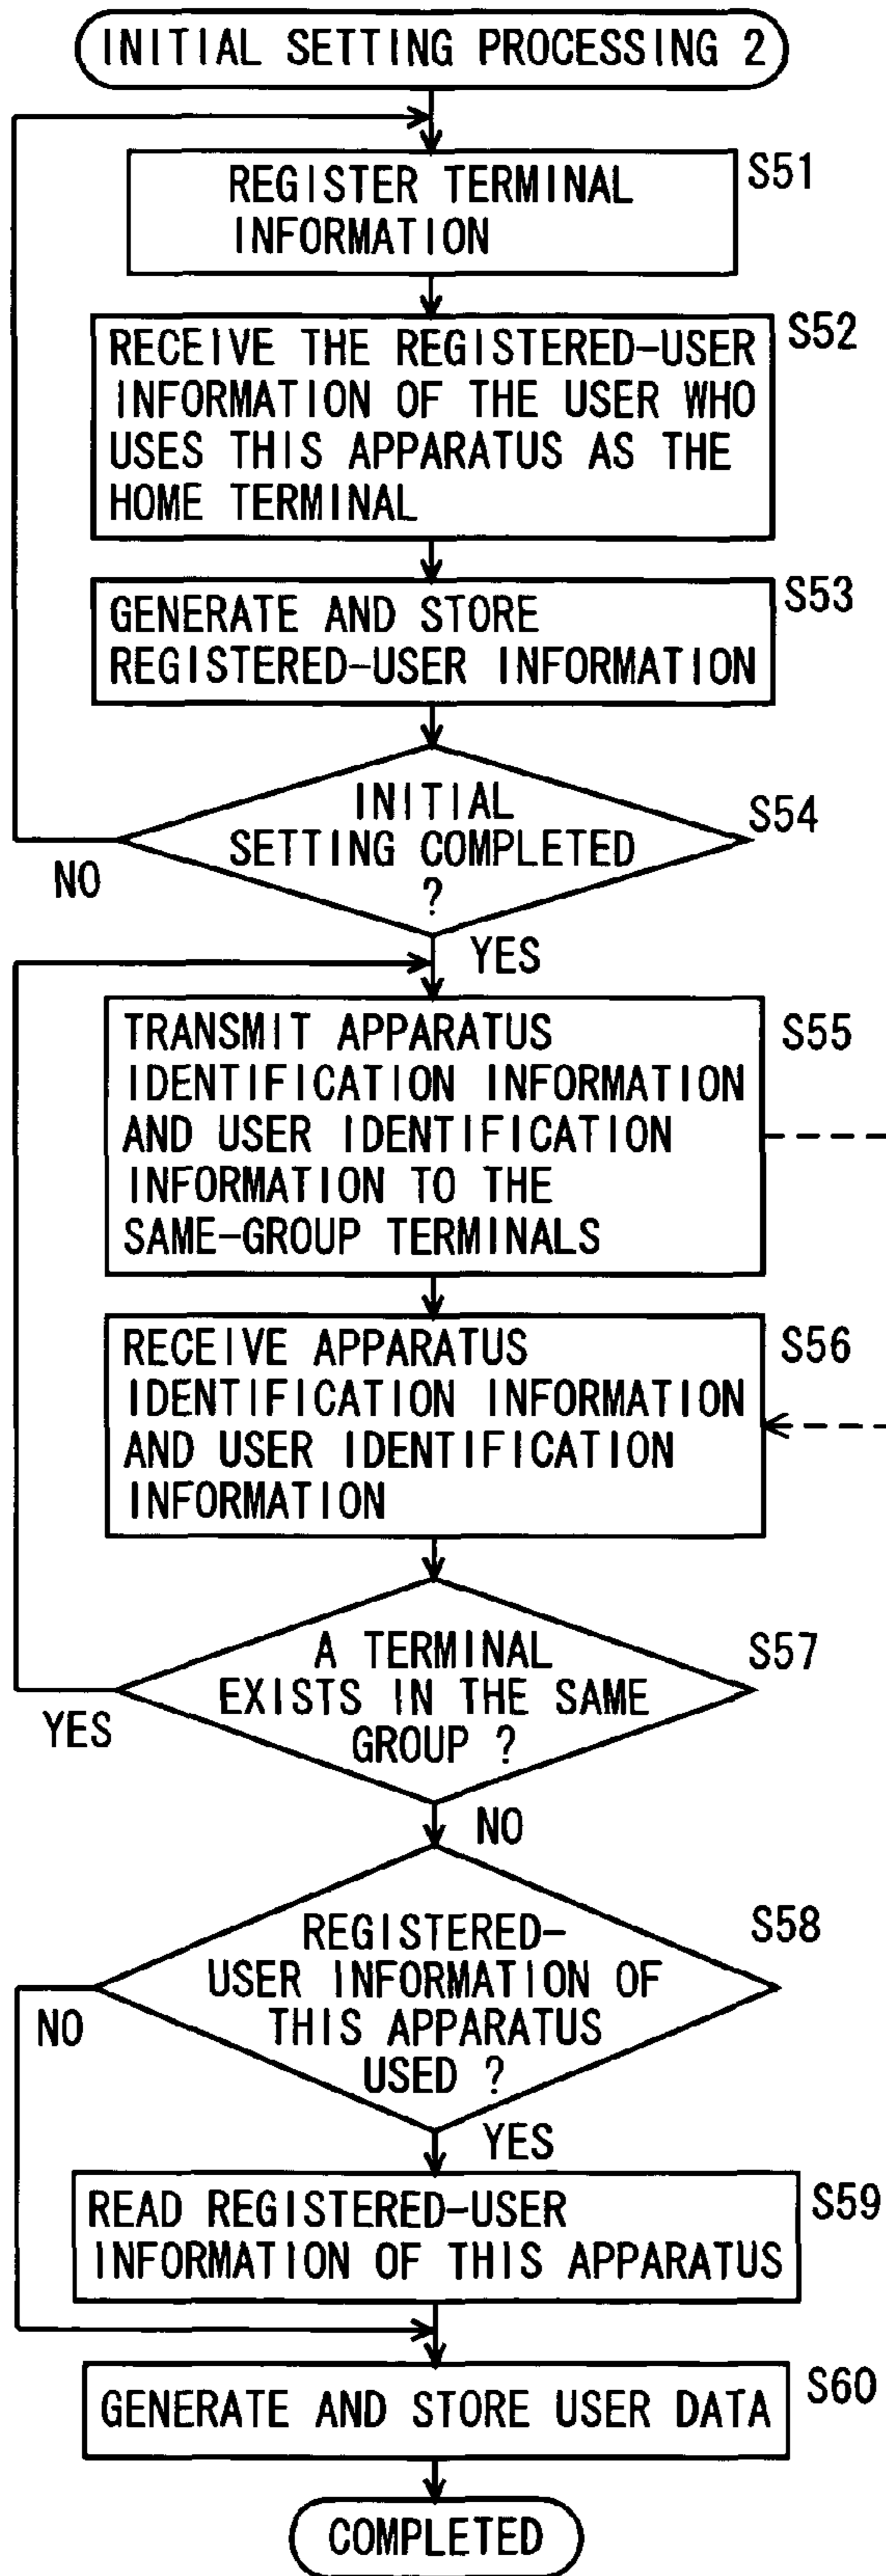 INITIAL SETTING PROCESSING 2
S51
REGISTER TERMINAL
INFORMATION
S52
RECEIVE THE REGISTERED-USER
INFORMATION OF THE USER WHO
USES THIS APPARATUS AS THE
HOME TERMINAL
S53
GENERATE AND STORE
REGISTERED-USER INFORMATION
S54
INITIAL
SETTING COMPLETED
?
NO
YES
S55
TRANSMIT APPARATUS
IDENTIFICATION INFORMATION
AND USER IDENTIFICATION
INFORMATION TO THE
SAME-GROUP TERMINALS
S56
RECEIVE APPARATUS
IDENTIFICATION INFORMATION
AND USER IDENTIFICATION
INFORMATION
S57
A TERMINAL
EXISTS IN THE SAME
GROUP ?
YES
NO
S58
REGISTERED-
USER INFORMATION OF
THIS APPARATUS
USED ?
NO
YES
S59
READ REGISTERED-USER
INFORMATION OF THIS APPARATUS
S60
GENERATE AND STORE USER DATA
COMPLETED